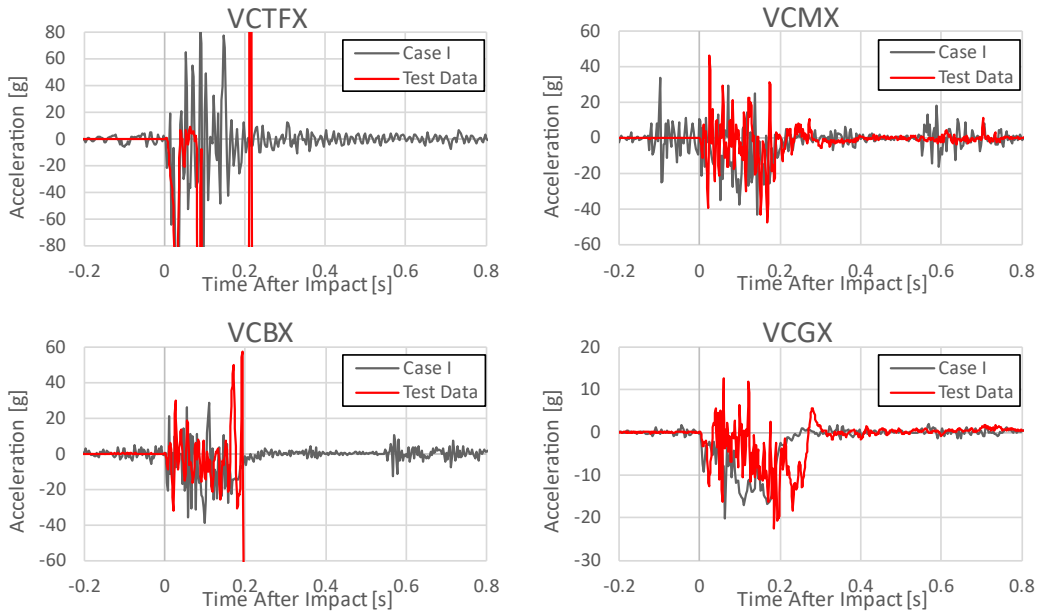 VCTFX
Acceleration [g]
80
60
40
20
0
-20
-40
-60
-80
Case I
Test Data
-0.2 0 0.2 0.4 0.6 0.8
Time After Impact [s]
VCMX
Acceleration [g]
60
40
20
0
-20
-40
-60
Case I
Test Data
-0.2 0 0.2 0.4 0.6 0.8
Time After Impact [s]
VCBX
Acceleration [g]
60
40
20
0
-20
-40
-60
Case I
Test Data
-0.2 0 0.2 0.4 0.6 0.8
Time After Impact [s]
VCGX
Acceleration [g]
20
10
0
-10
-20
-30
Case I
Test Data
-0.2 0 0.2 0.4 0.6 0.8
Time After Impact [s]